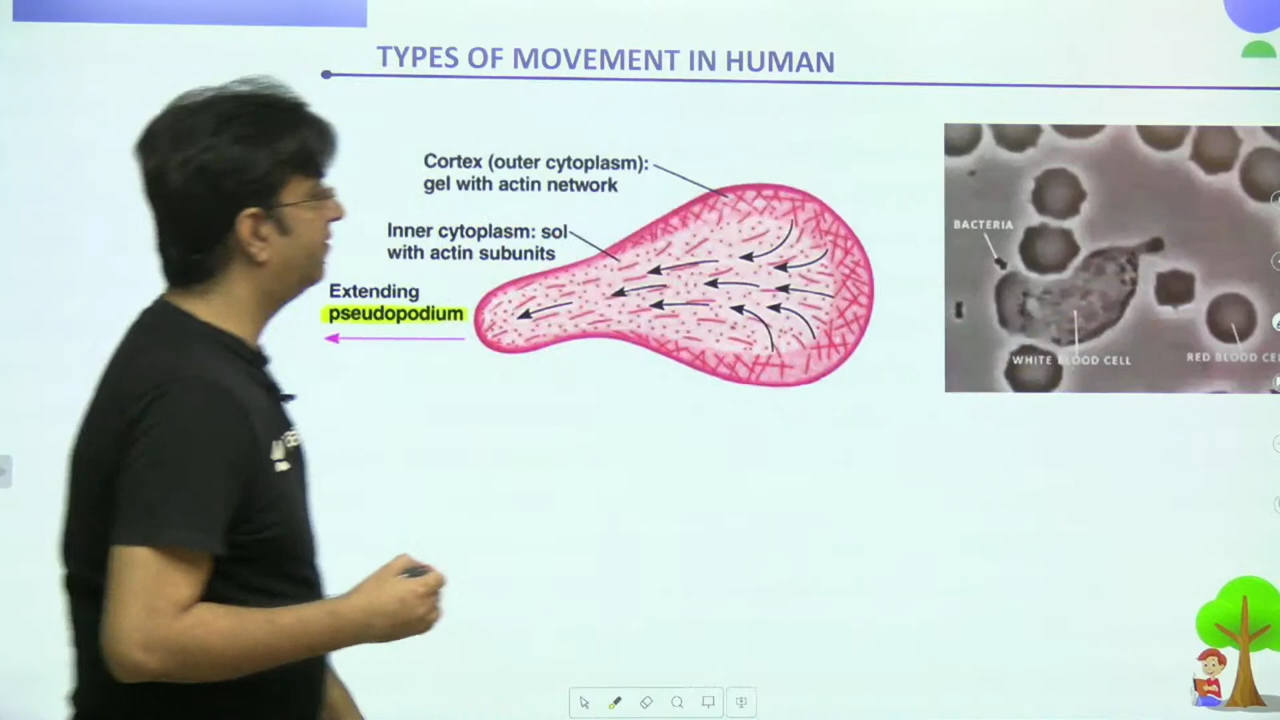 TYPES OF MOVEMENT IN HUMAN
Cortex (outer cytoplasm):
gel with actin network
Inner cytoplasm: sol
with actin subunits
Extending
pseudopodium
BACTERIA
WHITE BLOOD CELL
RED BLOOD